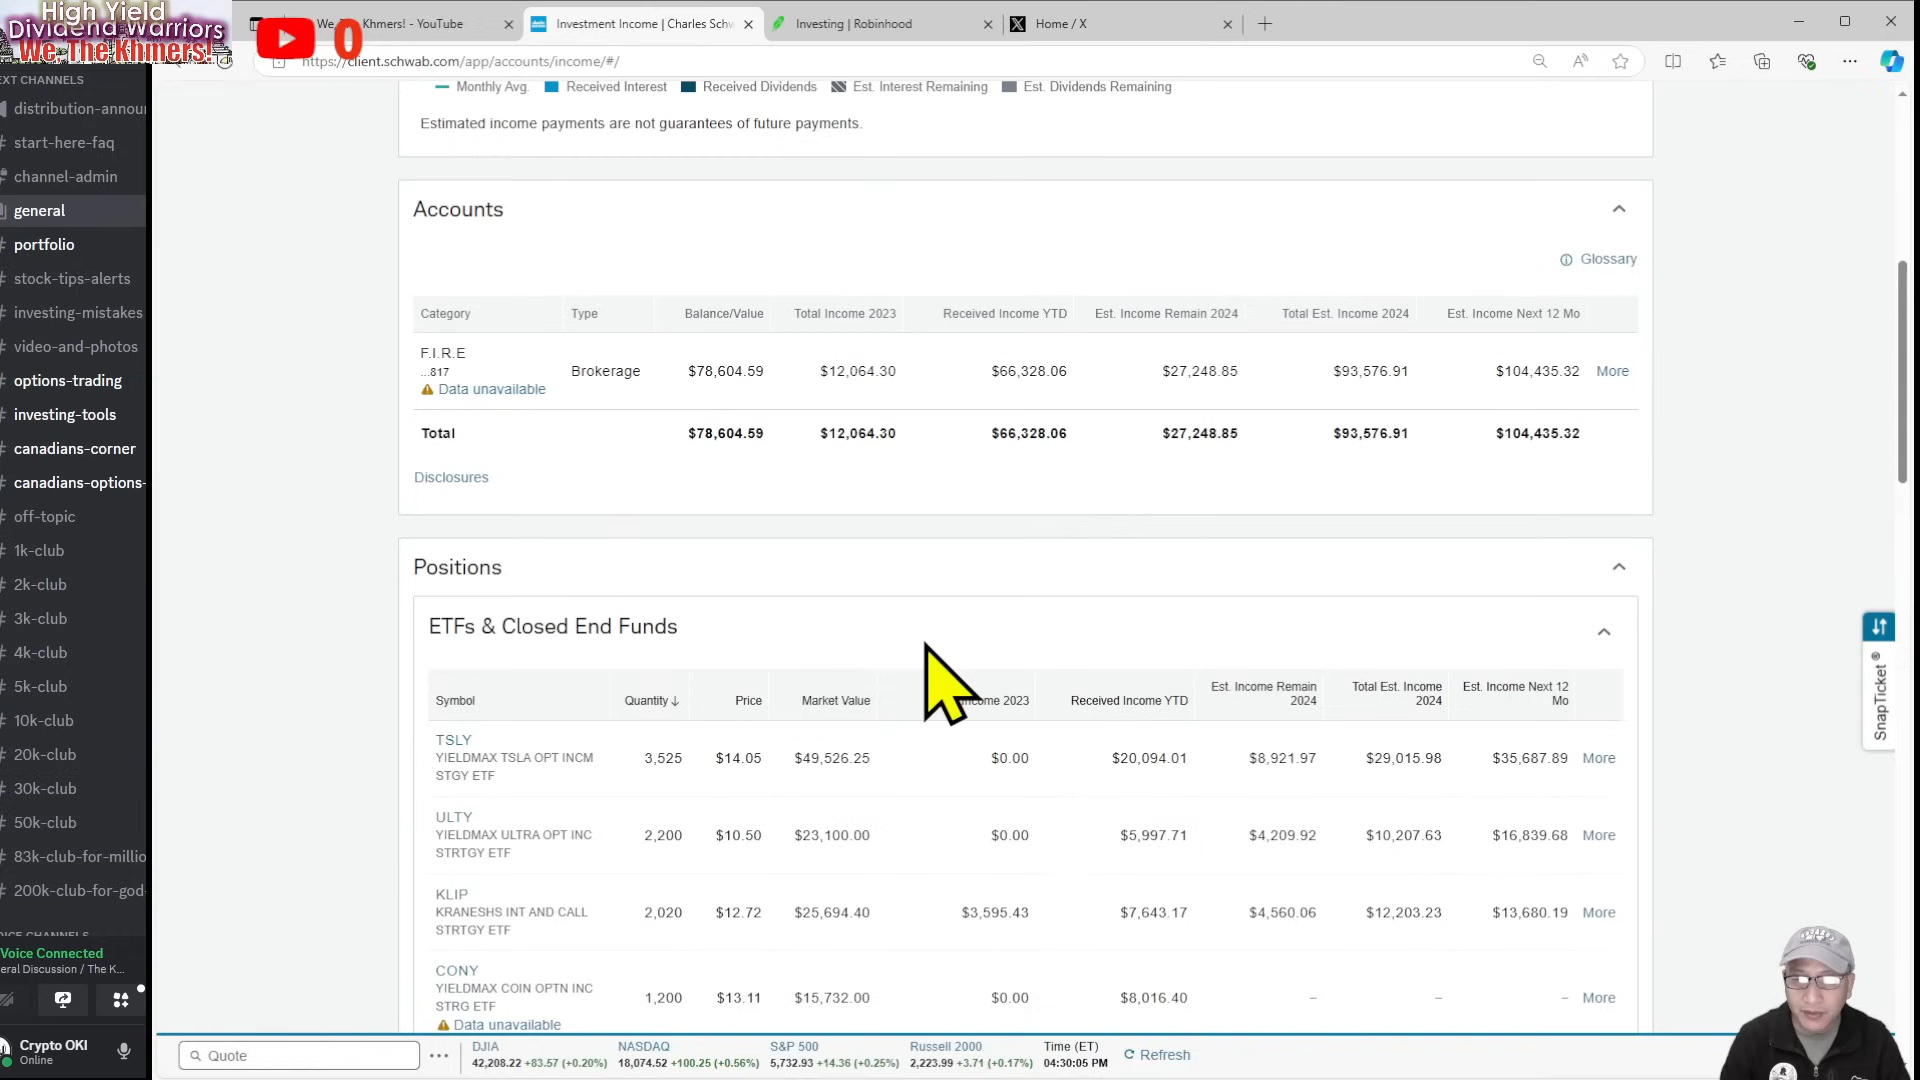 High Yield
Dividend Warriors
We The Khmers!
0
We, The Khmers! - YouTube
Investment Income | Charles Schw
Investing | Robinhood
Home / X
https://client.schwab.com/app/accounts/income/#/
EXT CHANNELS
distribution-annou
start-here-faq
channel-admin
general
portfolio
stock-tips-alerts
investing-mistakes
video-and-photos
options-trading
investing-tools
canadians-corner
canadians-options-
off-topic
1k-club
2k-club
3k-club
4k-club
5k-club
10k-club
20k-club
30k-club
50k-club
83k-club-for-millio
200k-club-for-god-
Voice Connected
eral Discussion / The K...
Crypto OKI
Online
Monthly Avg. Received Interest Received Dividends Est. Interest Remaining Est. Dividends Remaining
Estimated income payments are not guarantees of future payments.
Accounts
Glossary
Category Type Balance/Value Total Income 2023 Received Income YTD Est. Income Remain 2024 Total Est. Income 2024 Est. Income Next 12 Mo
F.I.R.E
...817
Brokerage $78,604.59 $12,064.30 $66,328.06 $27,248.85 $93,576.91 $104,435.32 More
Data unavailable
Total $78,604.59 $12,064.30 $66,328.06 $27,248.85 $93,576.91 $104,435.32
Disclosures
Positions
ETFs & Closed End Funds
Symbol Quantity Price Market Value 2023 Received Income YTD Est. Income Remain 2024 Total Est. Income 2024 Est. Income Next 12 Mo
TSLY
YIELDMAX TSLA OPT INCM
STGY ETF
3,525 $14.05 $49,526.25 $0.00 $20,094.01 $8,921.97 $29,015.98 $35,687.89 More
ULTY
YIELDMAX ULTRA OPT INC
STRTGY ETF
2,200 $10.50 $23,100.00 $0.00 $5,997.71 $4,209.92 $10,207.63 $16,839.68 More
KLIP
KRANESHS INT AND CALL
STRTGY ETF
2,020 $12.72 $25,694.40 $3,595.43 $7,643.17 $4,560.06 $12,203.23 $13,680.19 More
CONY
YIELDMAX COIN OPTN INC
STRG ETF
1,200 $13.11 $15,732.00 $0.00 $8,016.40 – – – More
Data unavailable
SnapTicket®
Quote
DJIA
42,208.22 +83.57 (+0.20%)
NASDAQ
18,074.52 +100.25 (+0.56%)
S&P 500
5,732.93 +14.36 (+0.25%)
Russell 2000
2,223.99 +3.71 (+0.17%)
Time (ET)
04:30:05 PM
Refresh